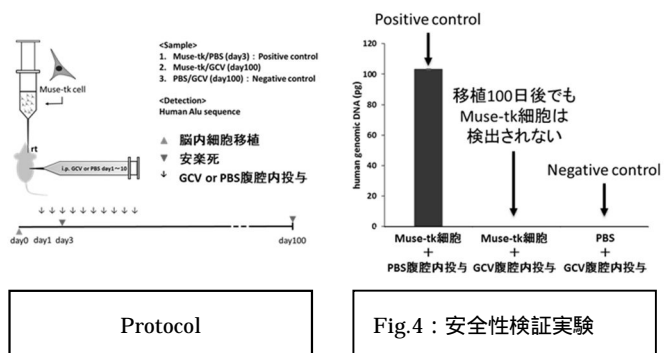 <Sample>
1. Muse-tk/PBS (day3)：Positive control
2. Muse-tk/GCV (day100)
3. PBS/GCV (day100)：Negative control
<Detection>
Human Alu sequence
▲ 脳内細胞移植
▼ 安楽死
↓ GCV or PBS腹腔内投与
Muse-tk cell
rt
i.p. GCV or PBS day1～10
day0 day1 day3
day100
Protocol
Positive control
human genomic DNA (pg)
120
100
80
60
40
20
0
移植100日後でも
Muse-tk細胞は
検出されない
Negative control
Muse-tk細胞
＋
PBS腹腔内投与
Muse-tk細胞
＋
GCV腹腔内投与
PBS
＋
GCV腹腔内投与
Fig.4：安全性検証実験